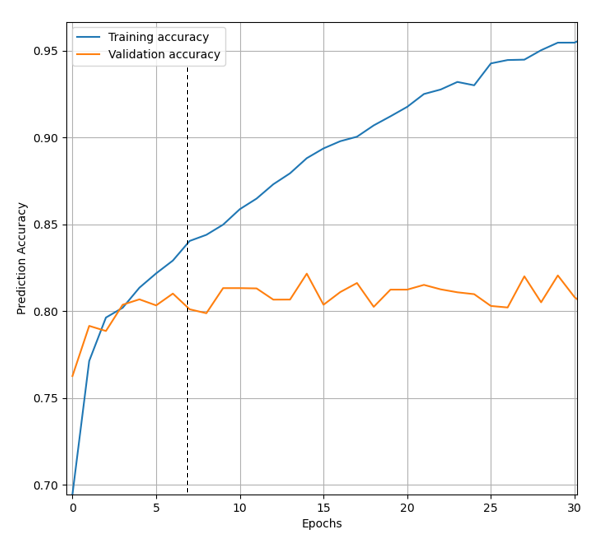 Training accuracy
Validation accuracy
Prediction Accuracy
0.95
0.90
0.85
0.80
0.75
0.70
0 5 10 15 20 25 30
Epochs